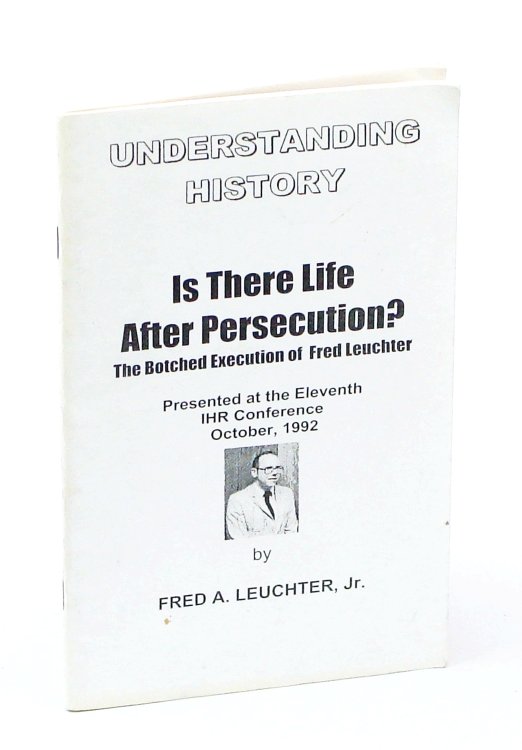 UNDERSTANDING
HISTORY
Is There Life
After Persecution?
The Botched Execution of Fred Leuchter
Presented at the Eleventh
IHR Conference
October, 1992
by
FRED A. LEUCHTER, Jr.